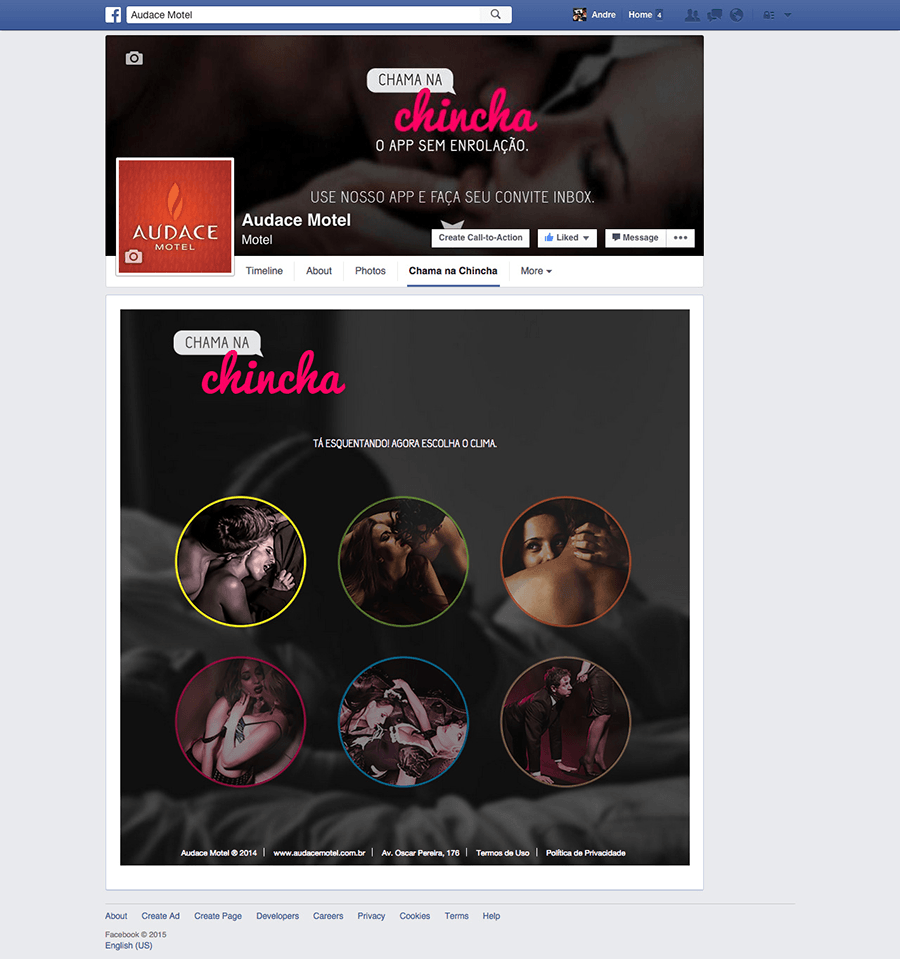 Audace Motel
Andre
Home 4
CHAMA NA
chincha
O APP SEM ENROLAÇÃO.
USE NOSSO APP E FAÇA SEU CONVITE INBOX.
AUDACE
MOTEL
Audace Motel
Motel
Create Call-to-Action
Liked
Message
Timeline
About
Photos
Chama na Chincha
More
CHAMA NA
chincha
TÁ ESQUENTANDO! AGORA ESCOLHA O CLIMA.
Audace Motel ® 2014 | www.audacemotel.com.br | Av. Oscar Pereira, 176 | Termos de Uso | Política de Privacidade
About Create Ad Create Page Developers Careers Privacy Cookies Terms Help
Facebook © 2015
English (US)